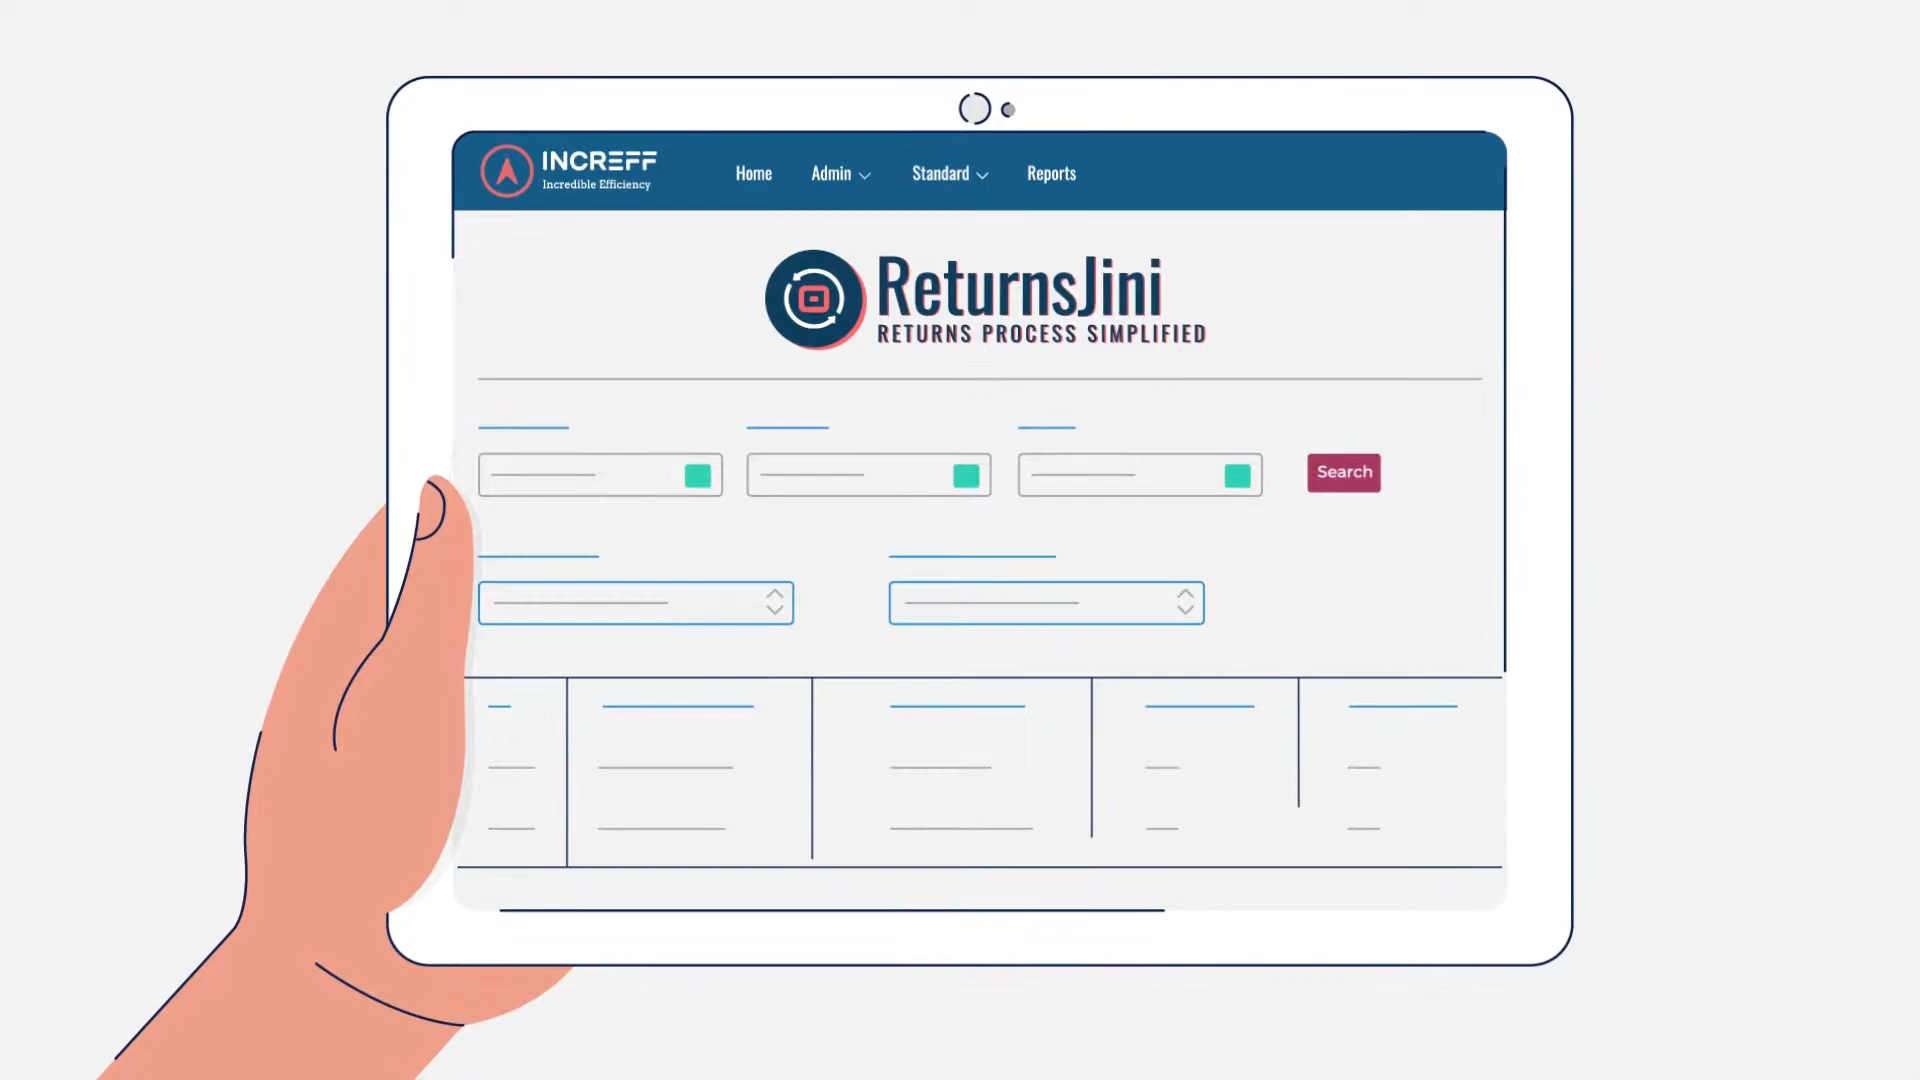 INCREFF
Incredible Efficiency
Home Admin Standard Reports
ReturnsJini
RETURNS PROCESS SIMPLIFIED
Search